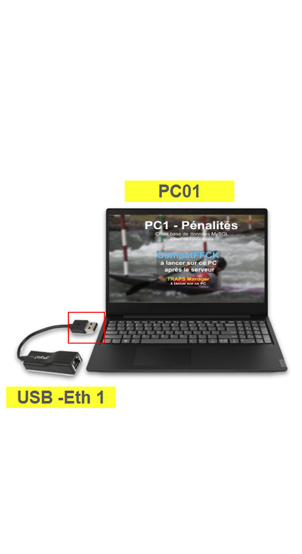 PC01
PC1 - Pénalités
base de données MySQL
CompetFFCK
à lancer sur ce PC
après le serveur
TRAPS Manager
A lancer sur ce PC
USB -Eth 1